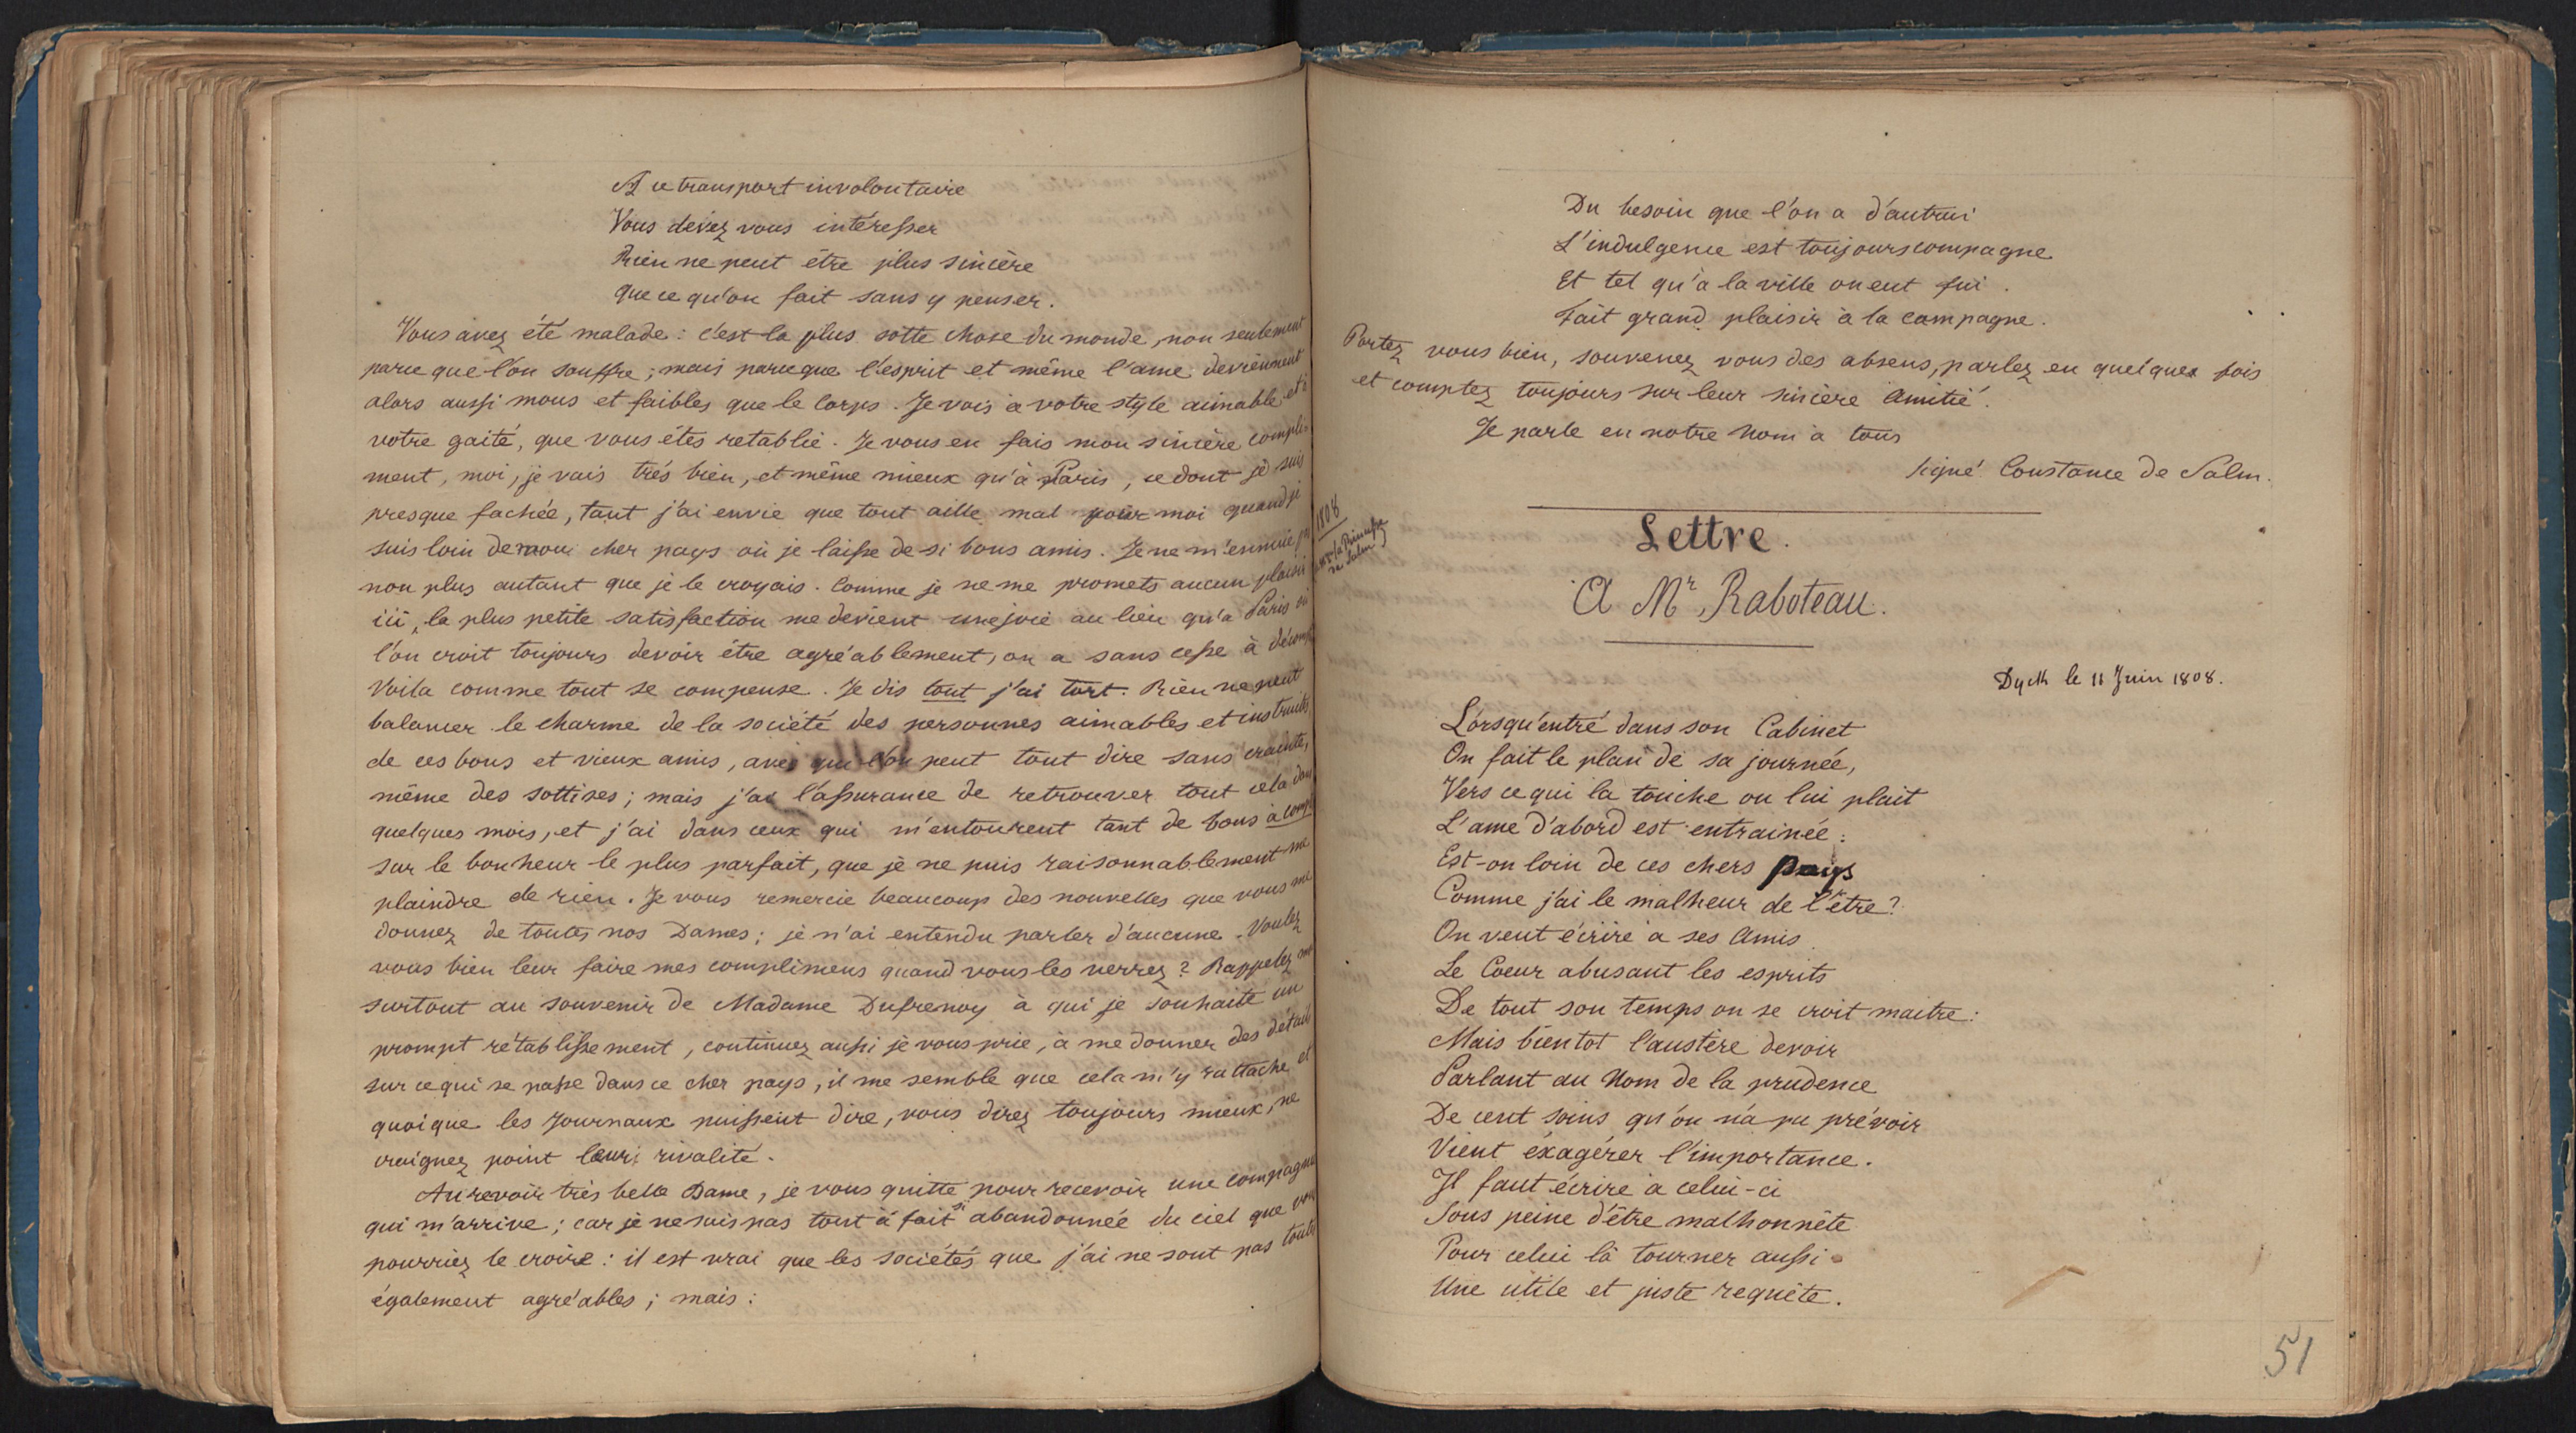 A ce transport involontaire
Vous devez vous intéresser
Rien ne peut être plus sincère
que ce qu'on fait sans y penser.
Vous avez été malade : c'est la plus sotte chose du monde, non seulement
parce que l'on souffre ; mais parceque l'esprit et même l'ame deviennent
alors aussi mous et faibles que le Corps. Je vois à votre style aimable et à
votre gaité, que vous êtes retablie. Je vous en fais mon sincère compli-
ment, moi, je vais très bien, et même mieux qu'à Paris, ce dont je suis
presque fachée, tant j'ai envie que tout aille mal pour moi quand je
suis loin de mon cher pays où je laisse de si bons amis. Je ne m'ennuie pas
non plus autant que je le croyais. Comme je ne me promets aucun plaisir
ici, la plus petite satisfaction me devient une joie au lieu qu'a Paris où
l'on croit toujours devoir être agréablement, on a sans cesse à
Voila comme tout se compense. Je dis tout j'ai tort. Rien ne peut
balancer le charme de la société des personnes aimables et instruites
de ces bons et vieux amis, avec qui l'on peut tout dire sans crainte,
même des sottises ; mais j'ai l'assurance de retrouver tout cela dans
quelques mois, et j'ai dans ceux qui m'entourent tant de bons à compte
sur le bonheur le plus parfait, que je ne puis raisonnablement me
plaindre de rien. Je vous remercie beaucoup des nouvelles que vous me
donnez de toutes nos Dames ; je n'ai entendu parler d'aucune. Voulez
vous bien leur faire mes complimens quand vous les verrez ? Rappelez moi
surtout au souvenir de Madame Dufrenoy à qui je souhaite un
prompt rétablissement, continuez aussi je vous prie, à me donner des détails
sur ce qui se passe dans ce cher pays, il me semble que cela m'y rattache et
quoique les Journaux puissent dire, vous direz toujours mieux, ne
craignez point leur rivalité.
Au revoir très belle Dame, je vous quitte pour recevoir une compagnie
qui m'arrive ; car je ne suis pas tout à fait si abandonnée du ciel que vous
pourriez le croire : il est vrai que les sociétés que j'ai ne sont pas toutes
également agréables ; mais :
Du besoin que l'on a d'autrui
L'indulgence est toujours compagne
Et tel qu'à la ville on eut fui.
Fait grand plaisir à la campagne.
Portez vous bien, souvenez vous des absens, parlez en quelques fois
et comptez toujours sur leur sincère Amitié.
Je parle en notre Nom à tous
signé Constance de Salm.
1808
la Princesse
de Salm
Lettre.
A Mr. Raboteau.
Dyck le 11 Juin 1808.
Lorsqu'entré dans son Cabinet
On fait le plan de sa journée,
Vers ce qui la touche ou lui plait
L'ame d'abord est entrainée :
Est-on loin de ces chers pays
Comme j'ai le malheur de l'être ?
On veut écrire a ses Amis
Le Coeur abusant les esprits
De tout son temps on se croit maitre :
Mais bientot l'austère devoir
Parlant au Nom de la prudence
De cent soins qu'on n'a pu prévoir
Vient éxagérer l'importance.
Il faut écrire a celui-ci
Sous peine d'être malhonnête
Pour celui là tourner aussi
Une utile et juste requête.
51